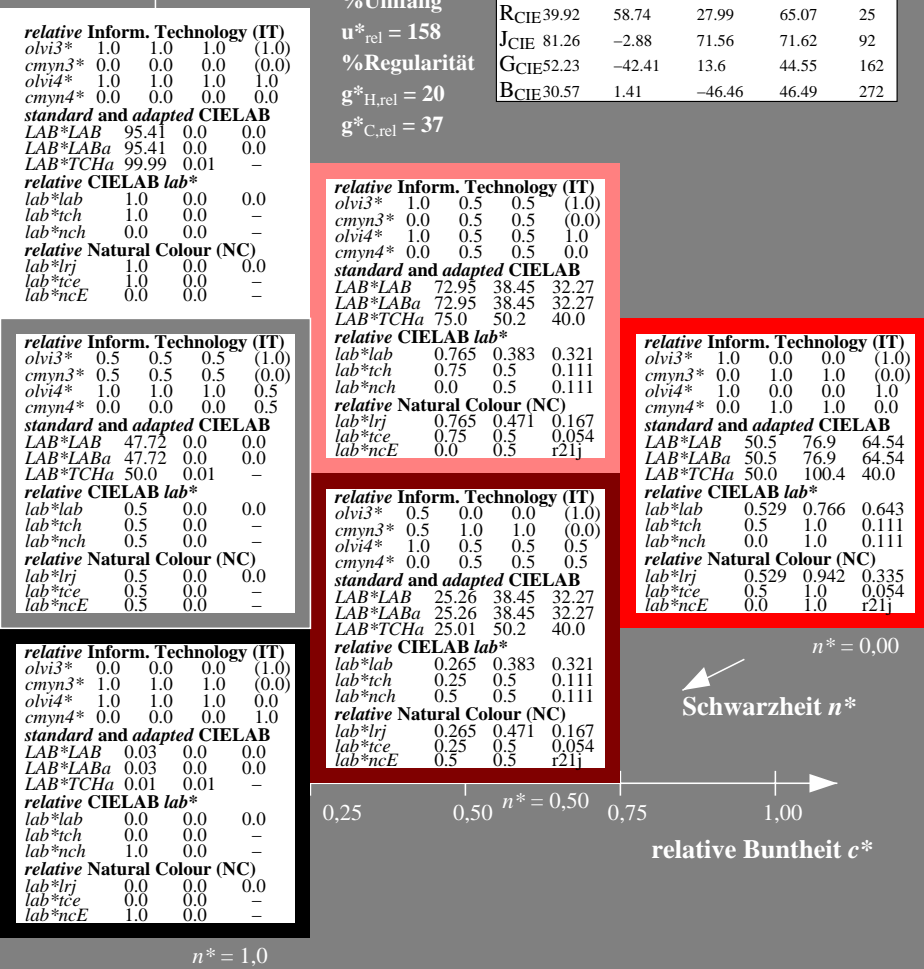 %Umfang
u*rel = 158
%Regularität
g*H,rel = 20
g*C,rel = 37
RCIE 39.92 58.74 27.99 65.07 25
JCIE 81.26 –2.88 71.56 71.62 92
GCIE 52.23 –42.41 13.6 44.55 162
BCIE 30.57 1.41 –46.46 46.49 272
relative Inform. Technology (IT)
olvi3* 1.0 1.0 1.0 (1.0)
cmyn3* 0.0 0.0 0.0 (0.0)
olvi4* 1.0 1.0 1.0 1.0
cmyn4* 0.0 0.0 0.0 0.0
standard and adapted CIELAB
LAB*LAB 95.41 0.0 0.0
LAB*LABa 95.41 0.0 0.0
LAB*TCHa 99.99 0.01 –
relative CIELAB lab*
lab*lab 1.0 0.0 0.0
lab*tch 1.0 0.0 –
lab*nch 0.0 0.0 –
relative Natural Colour (NC)
lab*lrj 1.0 0.0 0.0
lab*tce 1.0 0.0 –
lab*ncE 0.0 0.0 –
relative Inform. Technology (IT)
olvi3* 1.0 0.5 0.5 (1.0)
cmyn3* 0.0 0.5 0.5 (0.0)
olvi4* 1.0 0.5 0.5 1.0
cmyn4* 0.0 0.5 0.5 0.0
standard and adapted CIELAB
LAB*LAB 72.95 38.45 32.27
LAB*LABa 72.95 38.45 32.27
LAB*TCHa 75.0 50.2 40.0
relative CIELAB lab*
lab*lab 0.765 0.383 0.321
lab*tch 0.75 0.5 0.111
lab*nch 0.0 0.5 0.111
relative Natural Colour (NC)
lab*lrj 0.765 0.471 0.167
lab*tce 0.75 0.5 0.054
lab*ncE 0.0 0.5 r21j
relative Inform. Technology (IT)
olvi3* 0.5 0.5 0.5 (1.0)
cmyn3* 0.5 0.5 0.5 (0.0)
olvi4* 1.0 1.0 1.0 0.5
cmyn4* 0.0 0.0 0.0 0.5
standard and adapted CIELAB
LAB*LAB 47.72 0.0 0.0
LAB*LABa 47.72 0.0 0.0
LAB*TCHa 50.0 0.01 –
relative CIELAB lab*
lab*lab 0.5 0.0 0.0
lab*tch 0.5 0.0 –
lab*nch 0.5 0.0 –
relative Natural Colour (NC)
lab*lrj 0.5 0.0 0.0
lab*tce 0.5 0.0 –
lab*ncE 0.5 0.0 –
relative Inform. Technology (IT)
olvi3* 1.0 0.0 0.0 (1.0)
cmyn3* 0.0 1.0 1.0 (0.0)
olvi4* 1.0 0.0 0.0 1.0
cmyn4* 0.0 1.0 1.0 0.0
standard and adapted CIELAB
LAB*LAB 50.5 76.9 64.54
LAB*LABa 50.5 76.9 64.54
LAB*TCHa 50.0 100.4 40.0
relative CIELAB lab*
lab*lab 0.529 0.766 0.643
lab*tch 0.5 1.0 0.111
lab*nch 0.0 1.0 0.111
relative Natural Colour (NC)
lab*lrj 0.529 0.942 0.335
lab*tce 0.5 1.0 0.054
lab*ncE 0.0 1.0 r21j
relative Inform. Technology (IT)
olvi3* 0.5 0.0 0.0 (1.0)
cmyn3* 0.5 1.0 1.0 (0.0)
olvi4* 1.0 0.5 0.5 0.5
cmyn4* 0.0 0.5 0.5 0.5
standard and adapted CIELAB
LAB*LAB 25.26 38.45 32.27
LAB*LABa 25.26 38.45 32.27
LAB*TCHa 25.01 50.2 40.0
relative CIELAB lab*
lab*lab 0.265 0.383 0.321
lab*tch 0.25 0.5 0.111
lab*nch 0.5 0.5 0.111
relative Natural Colour (NC)
lab*lrj 0.265 0.471 0.167
lab*tce 0.25 0.5 0.054
lab*ncE 0.5 0.5 r21j
relative Inform. Technology (IT)
olvi3* 0.0 0.0 0.0 (1.0)
cmyn3* 1.0 1.0 1.0 (0.0)
olvi4* 1.0 1.0 1.0 0.0
cmyn4* 0.0 0.0 0.0 1.0
standard and adapted CIELAB
LAB*LAB 0.03 0.0 0.0
LAB*LABa 0.03 0.0 0.0
LAB*TCHa 0.01 0.01 –
relative CIELAB lab*
lab*lab 0.0 0.0 0.0
lab*tch 0.0 0.0 –
lab*nch 1.0 0.0 –
relative Natural Colour (NC)
lab*lrj 0.0 0.0 0.0
lab*tce 0.0 0.0 –
lab*ncE 1.0 0.0 –
n* = 0,00
Schwarzheit n*
n* = 0,50
0,25 0,50 0,75 1,00
relative Buntheit c*
n* = 1,0